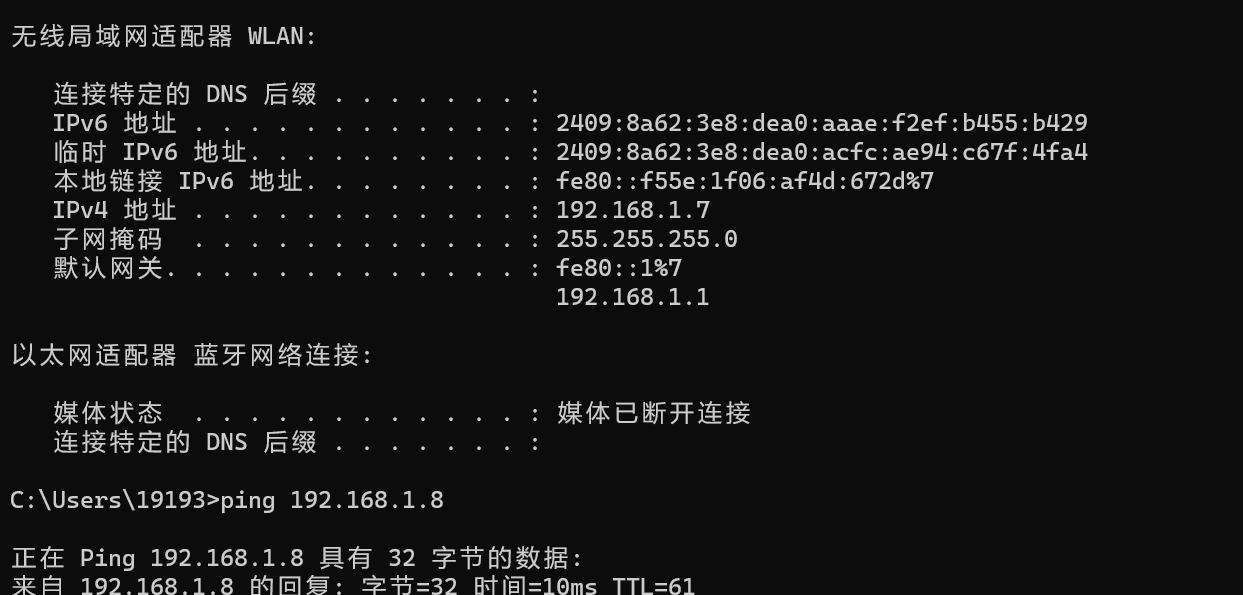 无线局域网适配器 WLAN:
连接特定的 DNS 后缀 . . . . . . . :
IPv6 地址 . . . . . . . . . . . . : 2409:8a62:3e8:dea0:aaae:f2ef:b455:b429
临时 IPv6 地址. . . . . . . . . . : 2409:8a62:3e8:dea0:acfc:ae94:c67f:4fa4
本地链接 IPv6 地址. . . . . . . . : fe80::f55e:1f06:af4d:672d%7
IPv4 地址 . . . . . . . . . . . . : 192.168.1.7
子网掩码  . . . . . . . . . . . . : 255.255.255.0
默认网关. . . . . . . . . . . . . : fe80::1%7
192.168.1.1
以太网适配器 蓝牙网络连接:
媒体状态  . . . . . . . . . . . . : 媒体已断开连接
连接特定的 DNS 后缀 . . . . . . . :
C:\Users\19193>ping 192.168.1.8
正在 Ping 192.168.1.8 具有 32 字节的数据:
来自 192.168.1.8 的回复: 字节=32 时间=10ms TTL=61